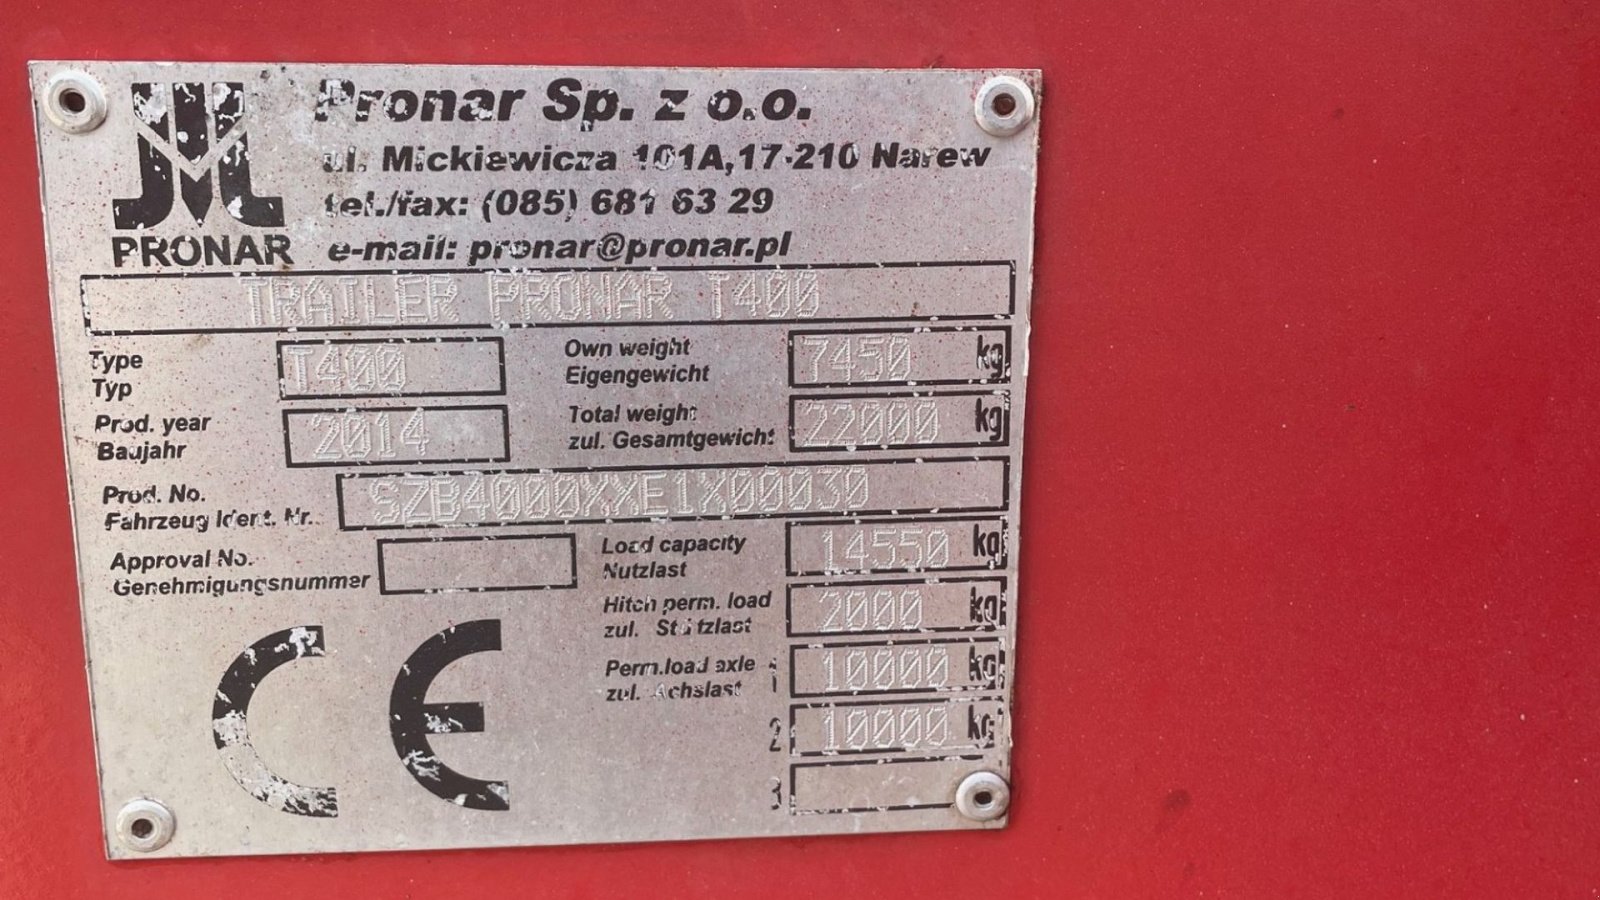 PRONAR
Pronar Sp. z o.o.
ul. Mickiewicza 101A, 17-210 Narew
tel./fax: (085) 681 63 29
e-mail: pronar@pronar.pl
TRAILER PRONAR T400
Type T400
Typ
Own weight 7450 kg
Eigengewicht
Prod. year 2014
Baujahr
Total weight 22000 kg
zul. Gesamtgewicht
Prod. No. SZB4000XXE1X00030
Fahrzeug Ident. Nr.
Approval No.
Genehmigungsnummer
Load capacity 14550 kg
Nutzlast
Hitch perm. load 2000 kg
zul. Stützlast
Perm.load axle 1 10000 kg
zul. Achslast
2 10000 kg
3
CE